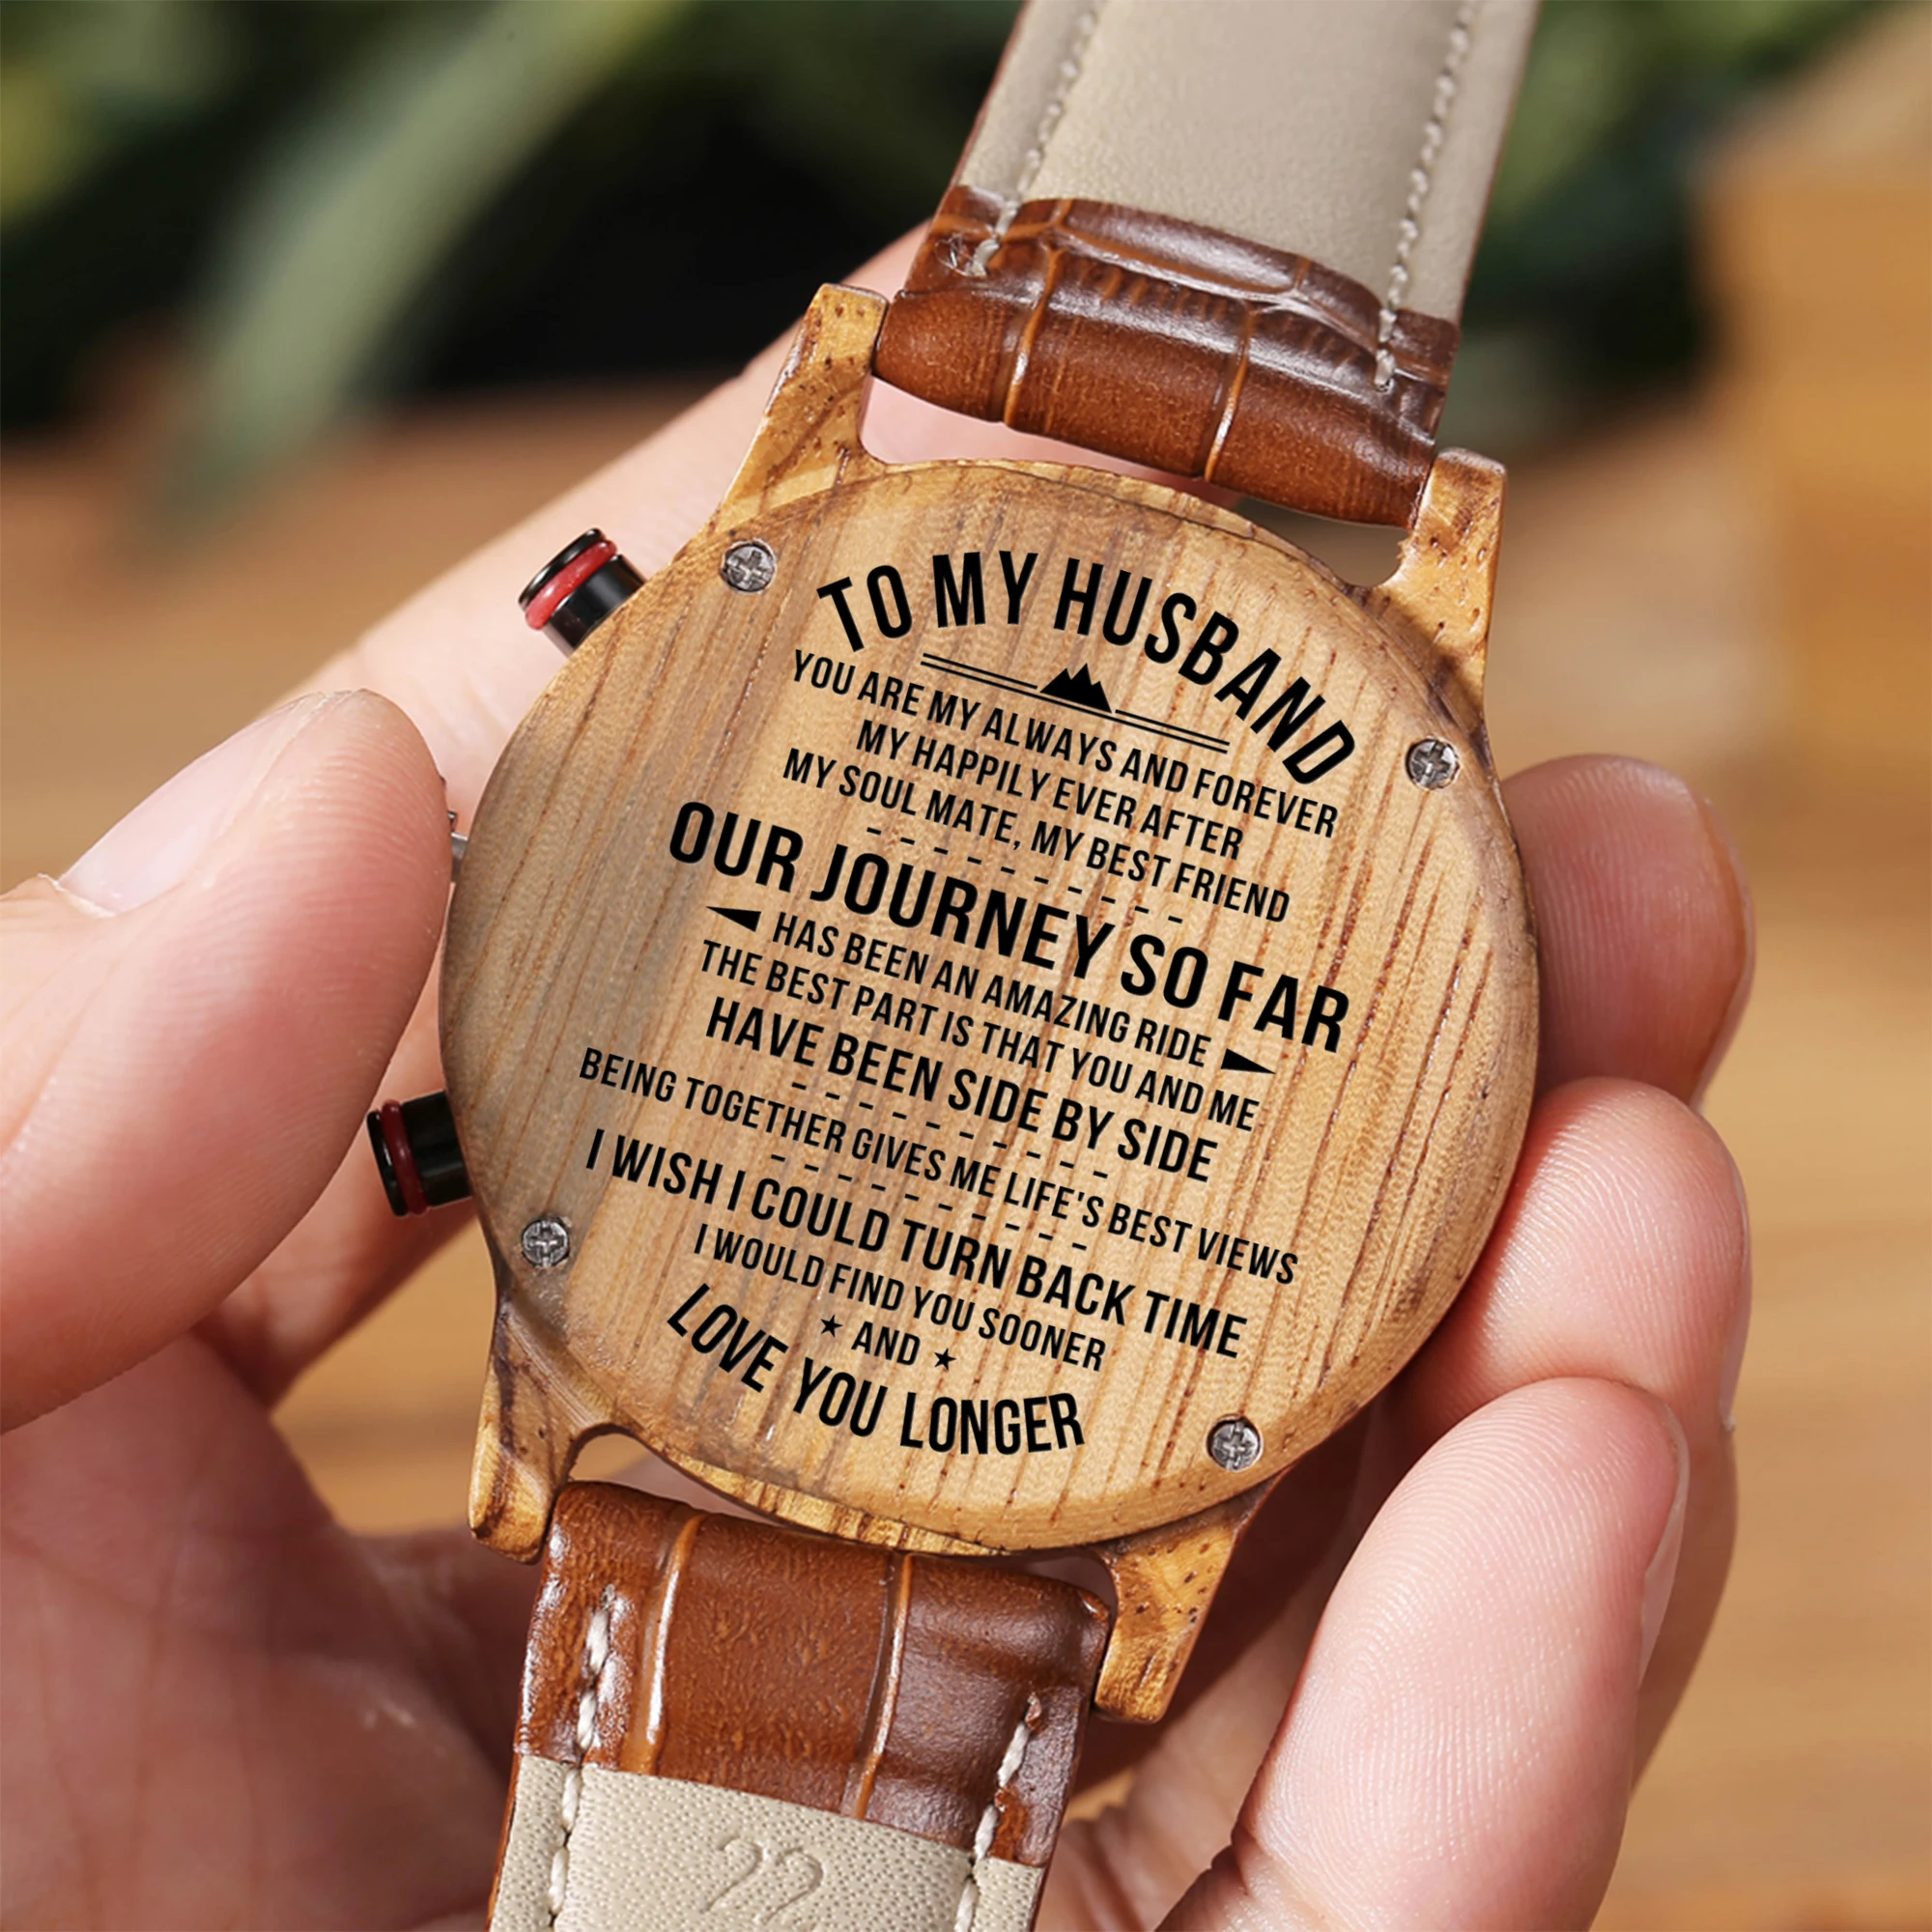 TO MY HUSBAND
YOU ARE MY ALWAYS AND FOREVER
MY HAPPILY EVER AFTER
MY SOUL MATE, MY BEST FRIEND
OUR JOURNEY SO FAR
HAS BEEN AN AMAZING RIDE
THE BEST PART IS THAT YOU AND ME
HAVE BEEN SIDE BY SIDE
BEING TOGETHER GIVES ME LIFE'S BEST VIEWS
I WISH I COULD TURN BACK TIME
I WOULD FIND YOU SOONER
★ AND ★
LOVE YOU LONGER
22